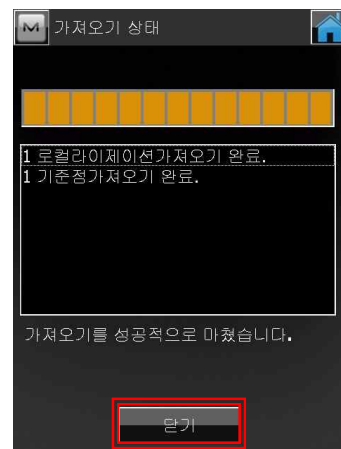 가져오기 상태
1 로컬라이제이션가져오기 완료.
1 기준점가져오기 완료.
가져오기를 성공적으로 마쳤습니다.
닫기